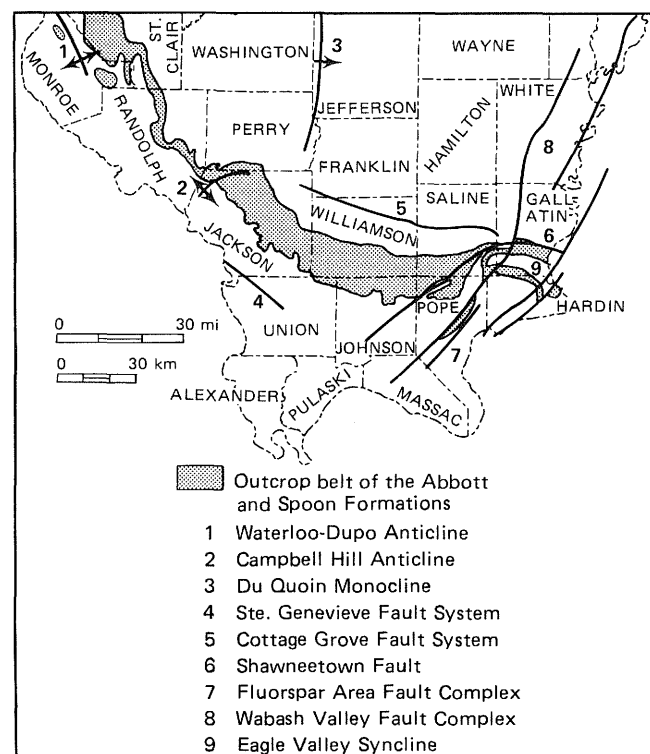 1
ST.
CLAIR
WASHINGTON
3
WAYNE
MONROE
WHITE
RANDOLPH
PERRY
JEFFERSON
HAMILTON
8
FRANKLIN
2
5
SALINE
GALL
ATIN
WILLIAMSON
6
JACKSON
9
4
POPE
HARDIN
0 30 mi
UNION
JOHNSON
7
0 30 km
ALEXANDER
PULASKI
MASSAC
Outcrop belt of the Abbott
and Spoon Formations
1 Waterloo-Dupo Anticline
2 Campbell Hill Anticline
3 Du Quoin Monocline
4 Ste. Genevieve Fault System
5 Cottage Grove Fault System
6 Shawneetown Fault
7 Fluorspar Area Fault Complex
8 Wabash Valley Fault Complex
9 Eagle Valley Syncline